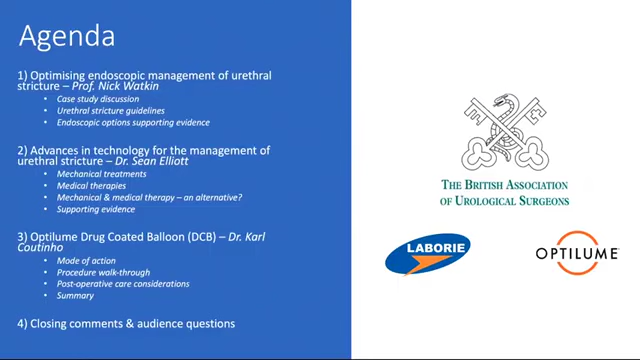 Agenda
1) Optimising endoscopic management of urethral
stricture – Prof. Nick Watkin
• Case study discussion
• Urethral stricture guidelines
• Endoscopic options supporting evidence
2) Advances in technology for the management of
urethral stricture – Dr. Sean Elliott
• Mechanical treatments
• Medical therapies
• Mechanical & medical therapy – an alternative?
• Supporting evidence
3) Optilume Drug Coated Balloon (DCB) – Dr. Karl
Coutinho
• Mode of action
• Procedure walk-through
• Post-operative care considerations
• Summary
4) Closing comments & audience questions
THE BRITISH ASSOCIATION
OF UROLOGICAL SURGEONS
LABORIE
OPTILUME